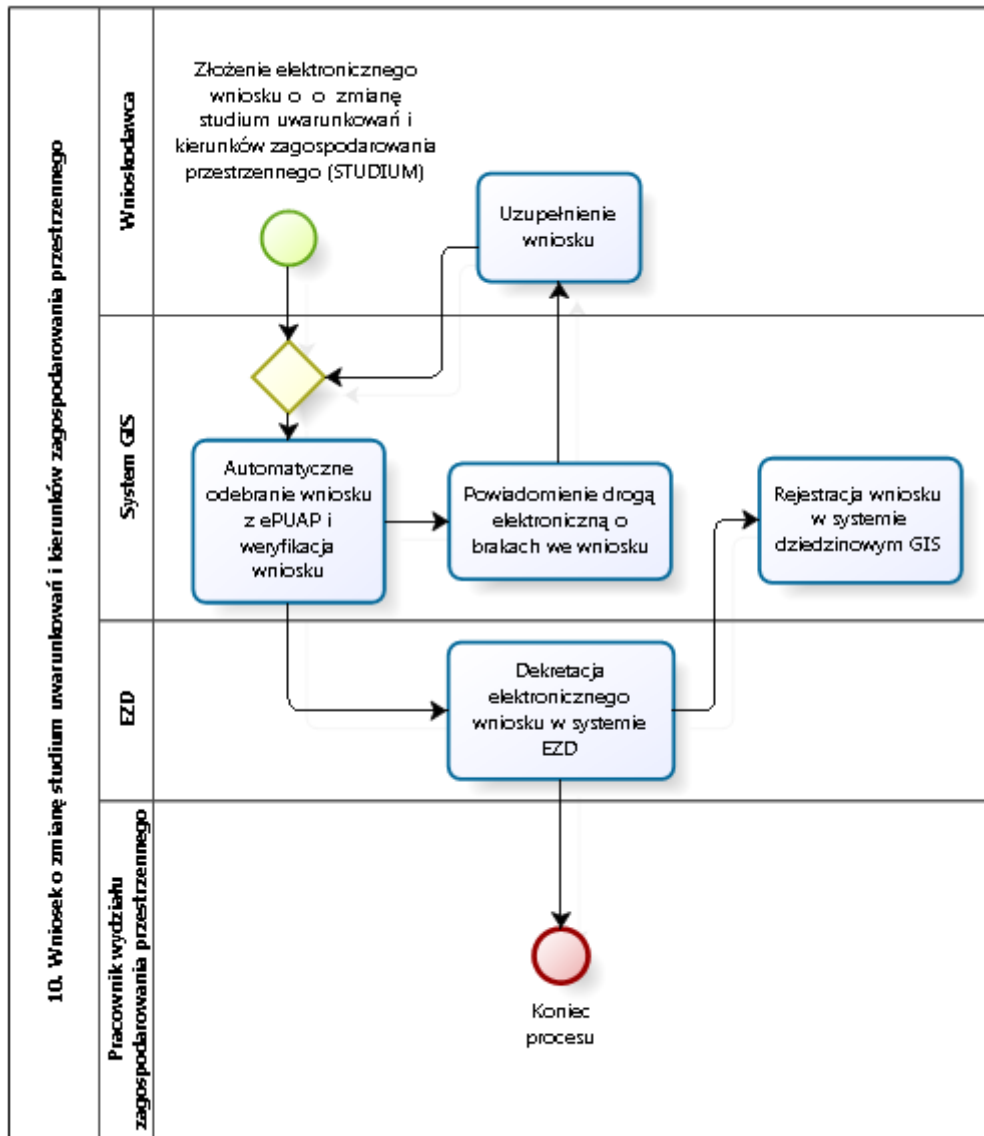 10. Wniosek o zmianę studium uwarunkowań i kierunków zagospodarowania przestrzennego
Wnioskodawca
Złożenie elektronicznego
wniosku o o zmianę
studium uwarunkowań i
kierunków zagospodarowania
przestrzennego (STUDIUM)
Uzupełnienie
wniosku
System GIS
Automatyczne
odebranie wniosku
z ePUAP i
weryfikacja
wniosku
Powiadomienie drogą
elektroniczną o
brakach we wniosku
Rejestracja wniosku
w systemie
dziedzinowym GIS
EZD
Dekretacja
elektronicznego
wniosku w systemie
EZD
Pracownik wydziału
zagospodarowania przestrzennego
Koniec
procesu